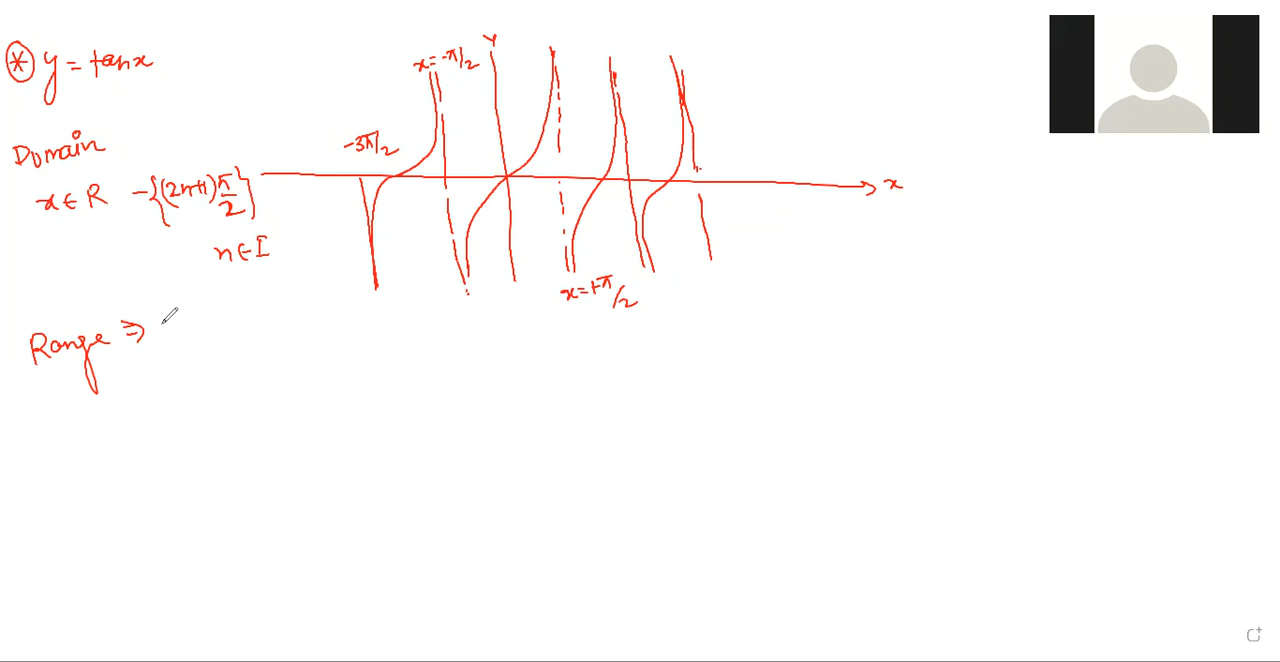 * y = tan x
Domain
x ∈ R - {(2n+1) π/2}
n ∈ I
Range ⇒
x = -π/2
Y
-3π/2
x
x = +π/2